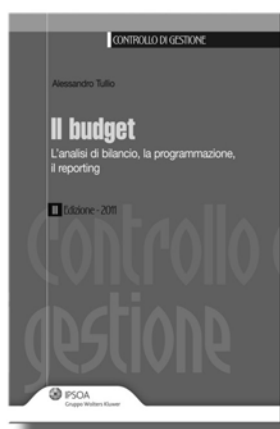 CONTROLLO DI GESTIONE
Alessandro Tullio
Il budget
L'analisi di bilancio, la programmazione,
il reporting
II Edizione - 2011
Controllo d
gestione
IPSOA
Gruppo Wolters Kluwer